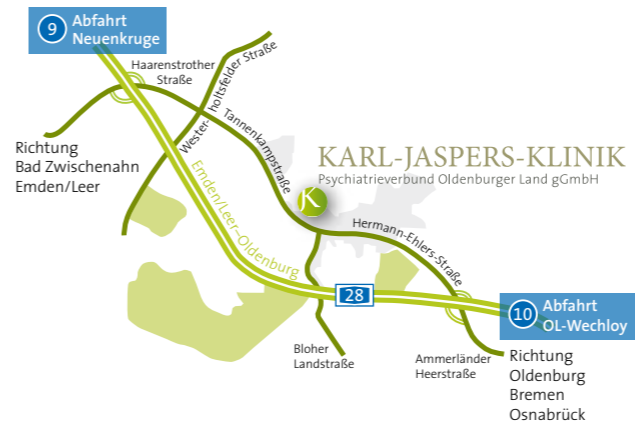 9 Abfahrt
Neuenkruge
Haarenstrother
Straße
Wester-holtsfelder Straße
Tannenkampstraße
Richtung
Bad Zwischenahn
Emden/Leer
KARL-JASPERS-KLINIK
Psychiatrieverbund Oldenburger Land gGmbH
JK
Hermann-Ehlers-Straße
Emden/Leer–Oldenburg
28
10 Abfahrt
OL-Wechloy
Bloher
Landstraße
Ammerländer
Heerstraße
Richtung
Oldenburg
Bremen
Osnabrück